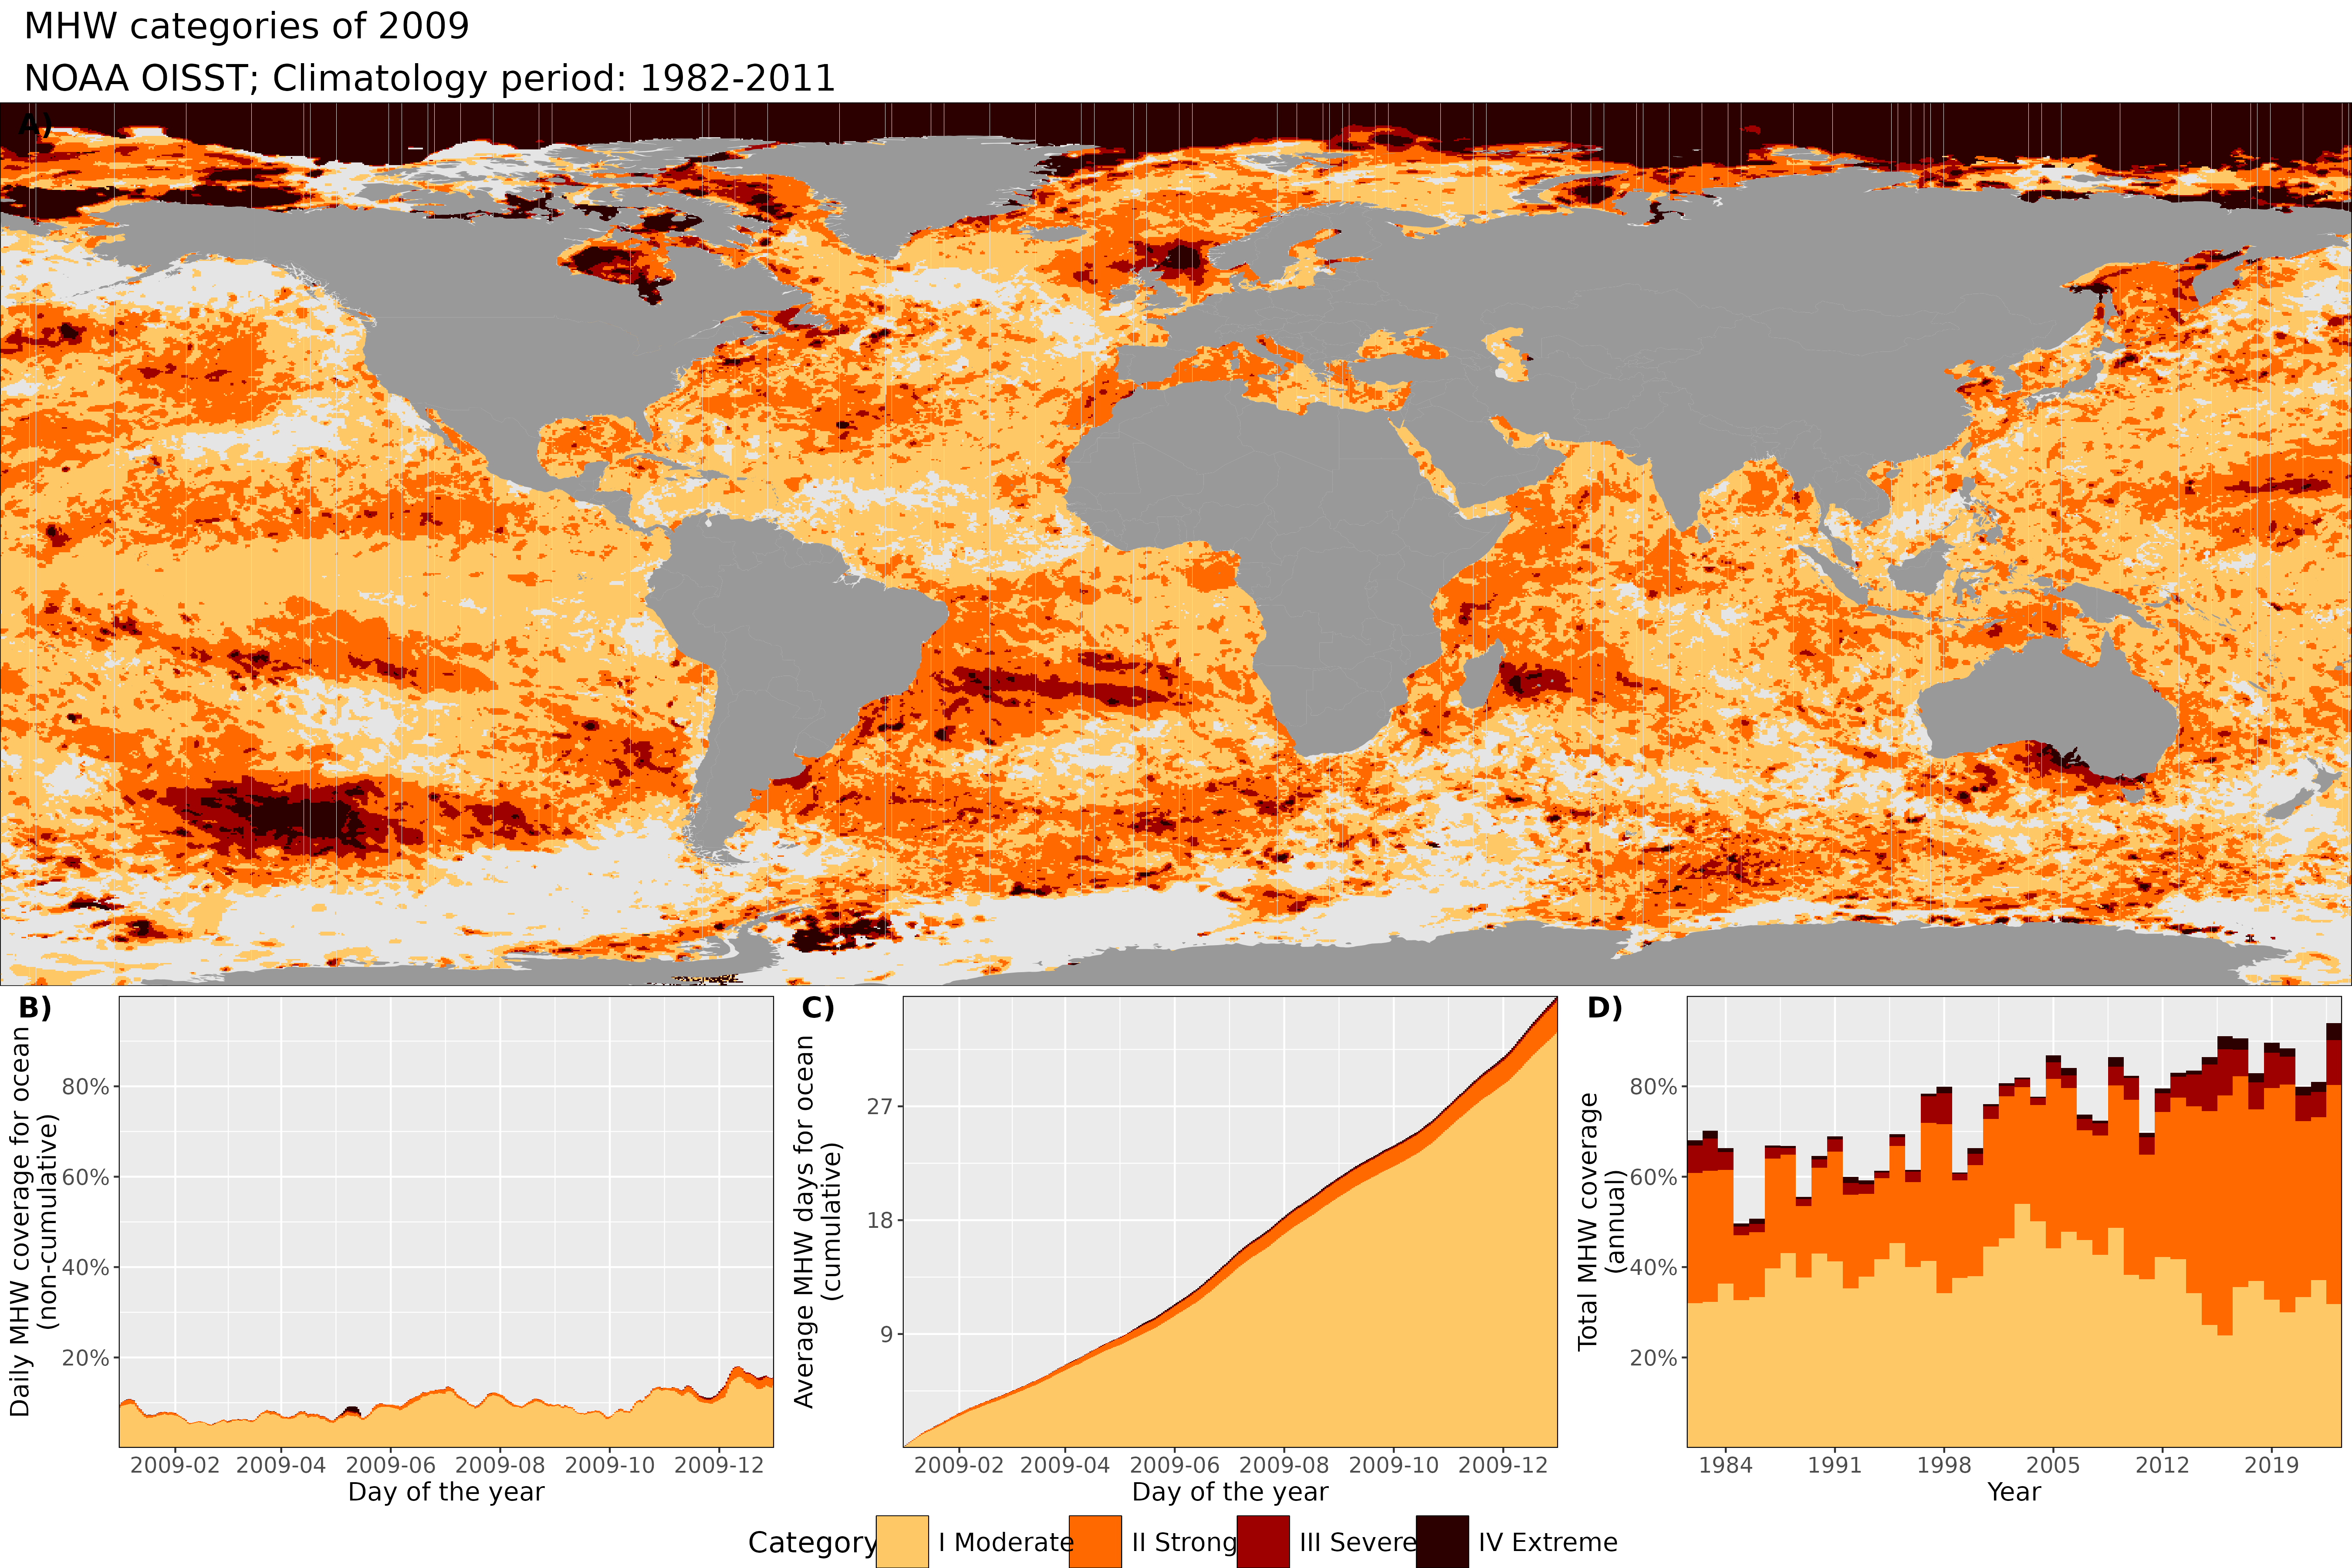 MHW categories of 2009
NOAA OISST; Climatology period: 1982-2011
A)
B)
Daily MHW coverage for ocean
(non-cumulative)
80%
60%
40%
20%
2009-02 2009-04 2009-06 2009-08 2009-10 2009-12
Day of the year
C)
Average MHW days for ocean
(cumulative)
27
18
9
2009-02 2009-04 2009-06 2009-08 2009-10 2009-12
Day of the year
D)
Total MHW coverage
(annual)
80%
60%
40%
20%
1984 1991 1998 2005 2012 2019
Year
Category I Moderate II Strong III Severe IV Extreme